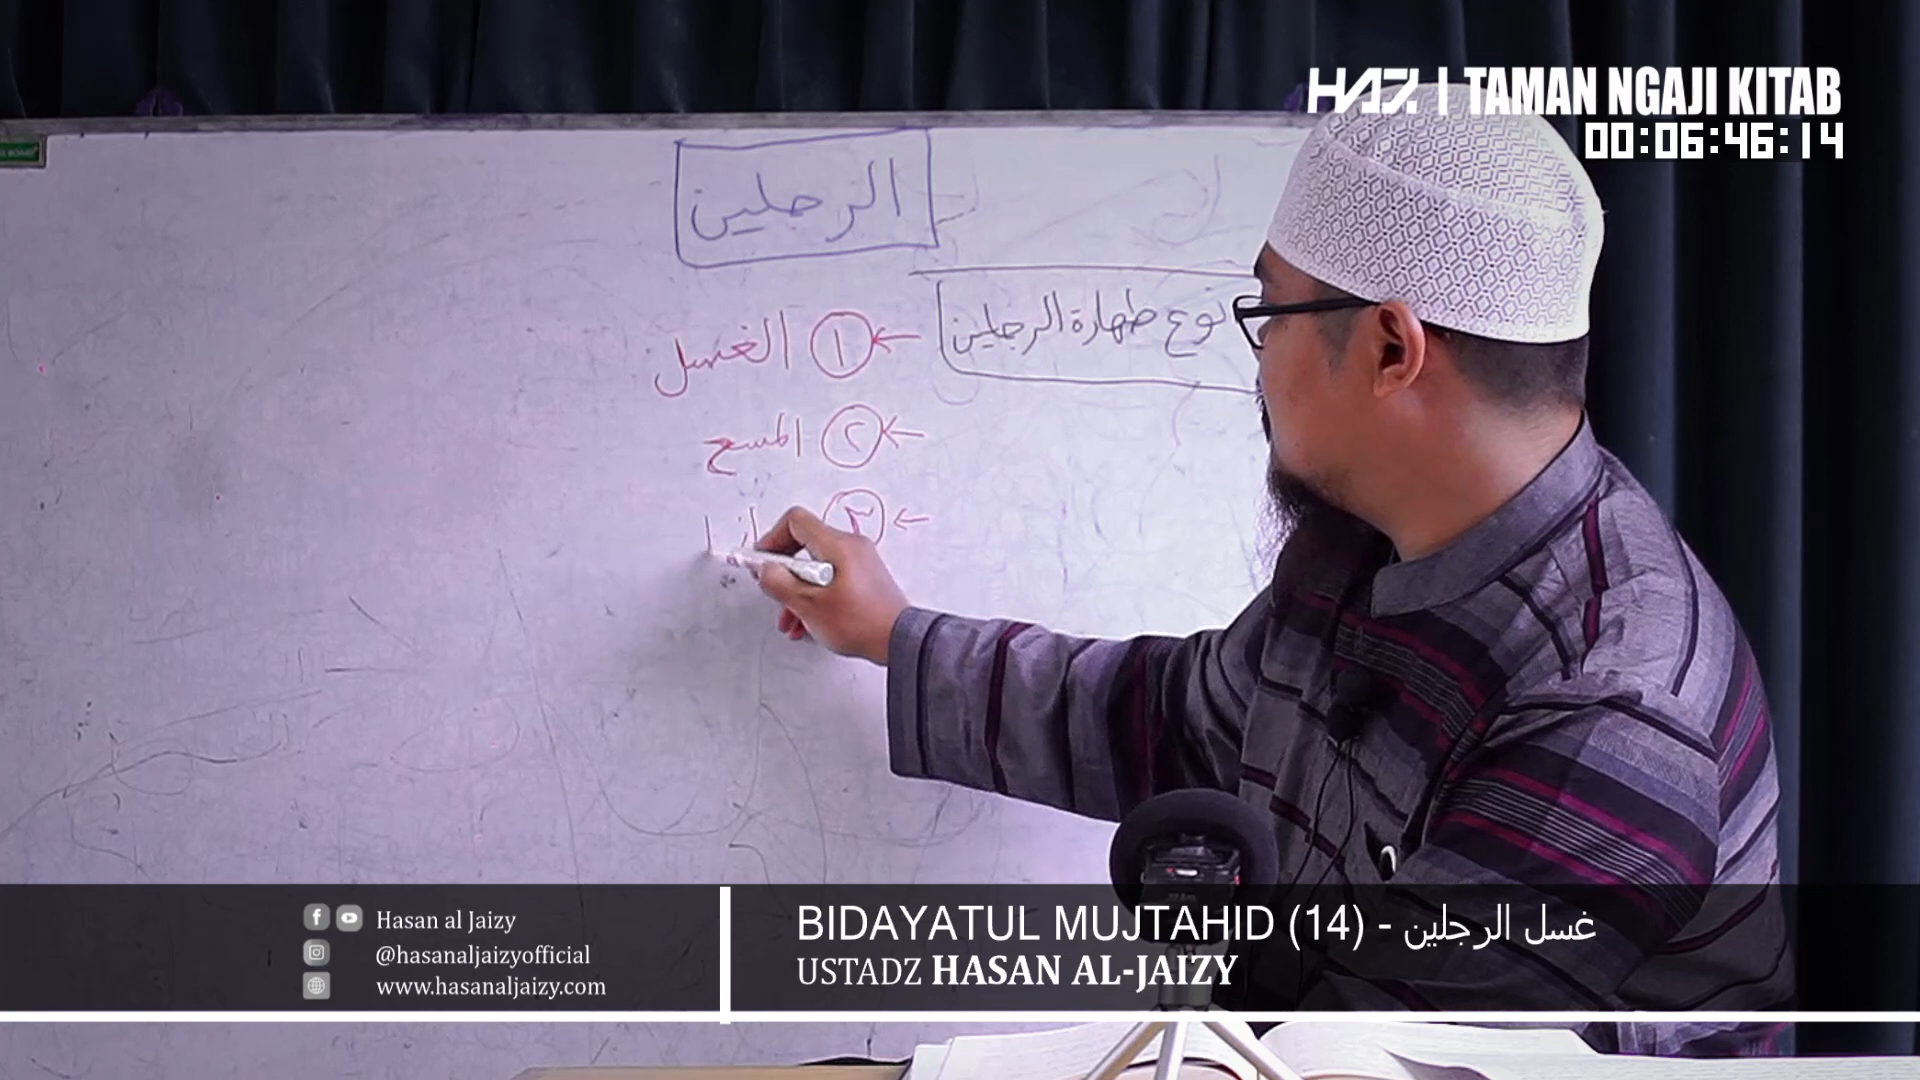 HAZ. | TAMAN NGAJI KITAB
00:06:46:14
الرجلين
نوع طهارة الرجلين
← ١ الغسل
← ٢ المسح
← ٣
Hasan al Jaizy
@hasanaljaizyofficial
www.hasanaljaizy.com
BIDAYATUL MUJTAHID (14) - غسل الرجلين
USTADZ HASAN AL-JAIZY